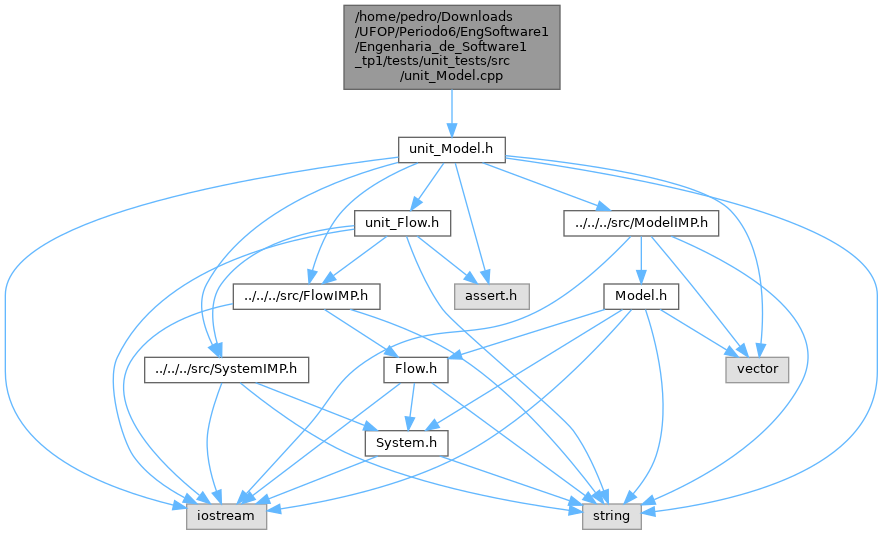 /home/pedro/Downloads
/UFOP/Periodo6/EngSoftware1
/Engenharia_de_Software1
_tp1/tests/unit_tests/src
/unit_Model.cpp
unit_Model.h
unit_Flow.h
../../../src/ModelIMP.h
../../../src/FlowIMP.h
assert.h
Model.h
../../../src/SystemIMP.h
Flow.h
vector
System.h
iostream
string